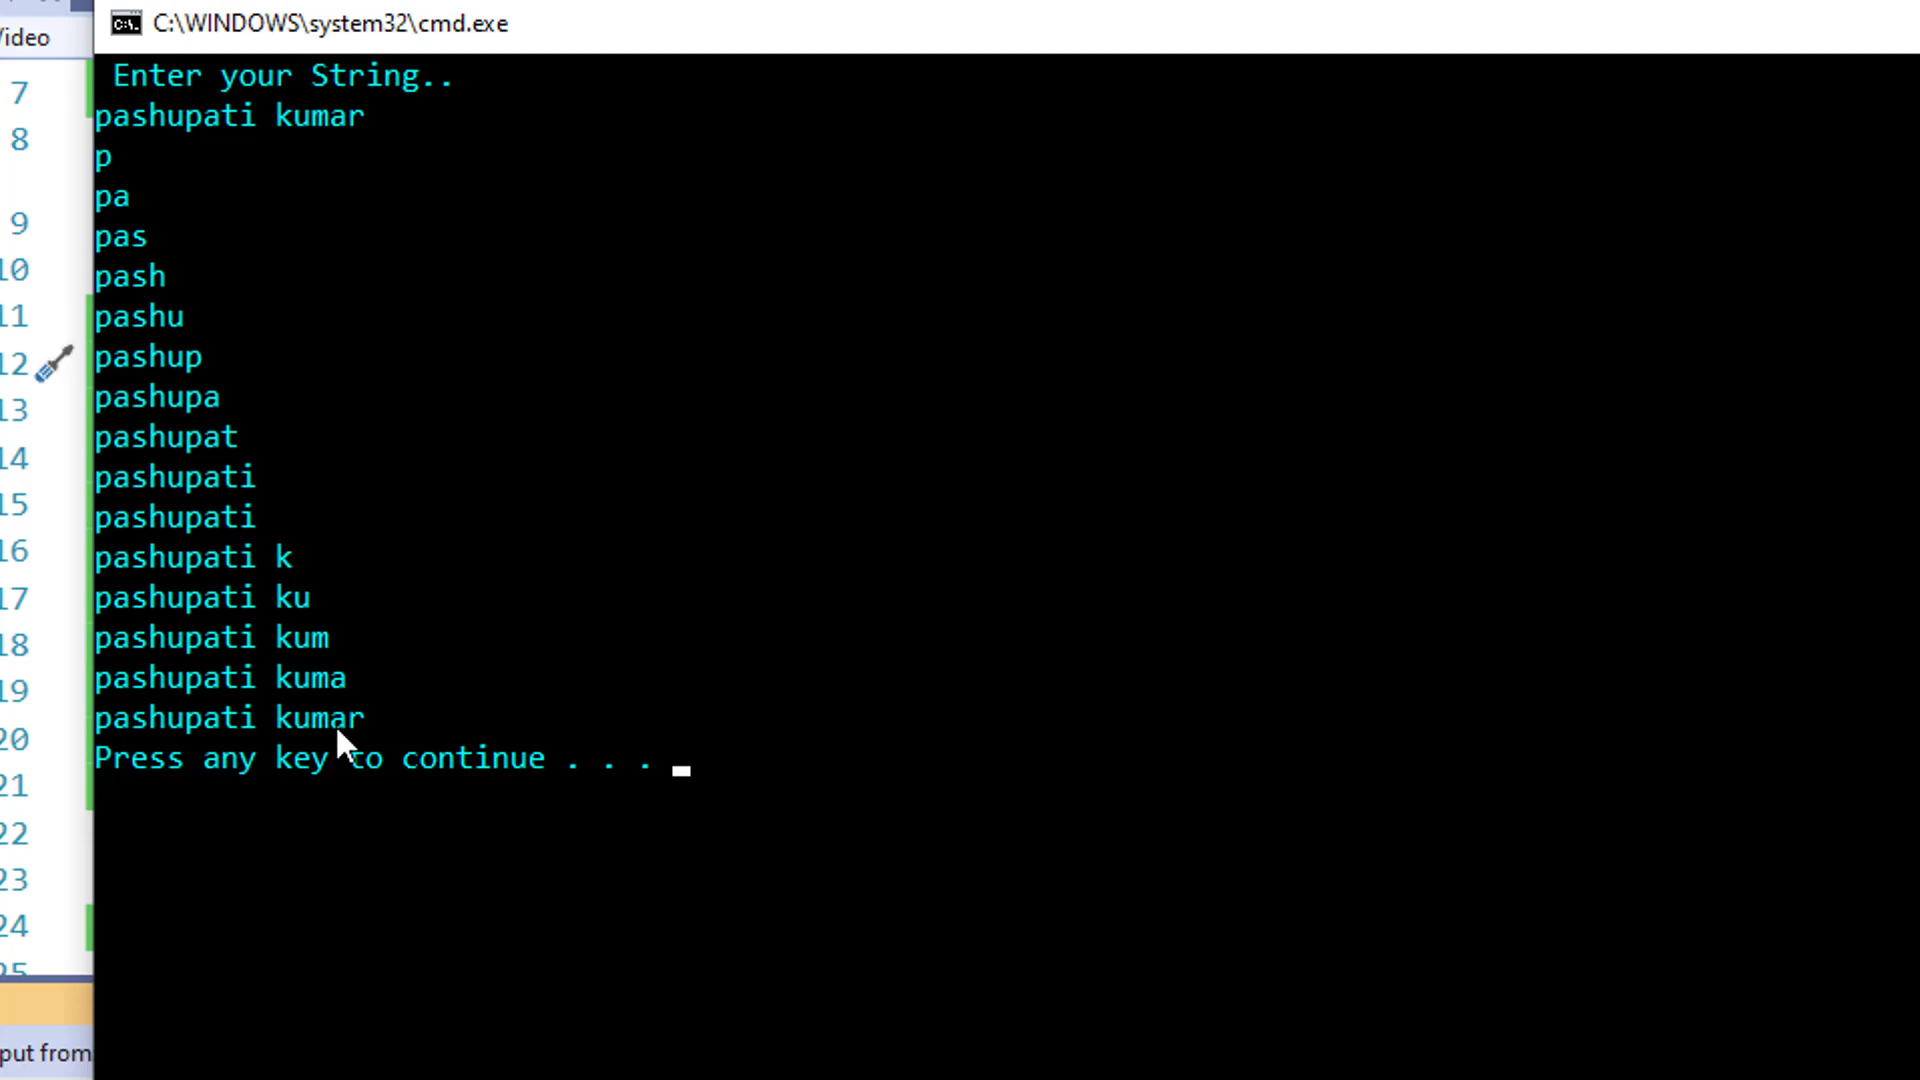 C:\WINDOWS\system32\cmd.exe
Video
Enter your String..
pashupati kumar
p
pa
pas
pash
pashu
pashup
pashupa
pashupat
pashupati
pashupati
pashupati k
pashupati ku
pashupati kum
pashupati kuma
pashupati kumar
Press any key to continue . . .
7
8
9
10
11
12
13
14
15
16
17
18
19
20
21
22
23
24
25
put from